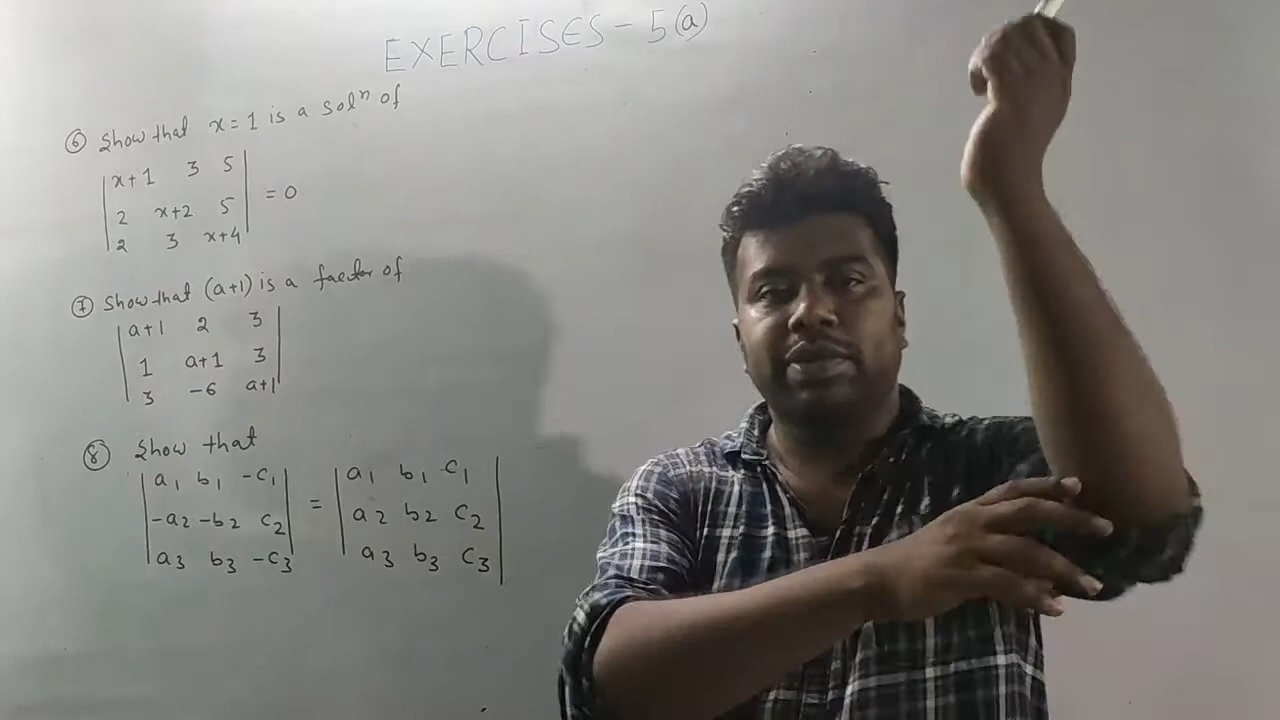 EXERCISES - 5(a)
⑥ Show that x = 1 is a solⁿ of
x+1 3 5
2 x+2 5 = 0
2 3 x+4
⑦ Show that (a+1) is a factor of
a+1 2 3
1 a+1 3
3 -6 a+1
⑧ Show that
a₁ b₁ -c₁ a₁ b₁ c₁
-a₂ -b₂ c₂ = a₂ b₂ c₂
a₃ b₃ -c₃ a₃ b₃ c₃